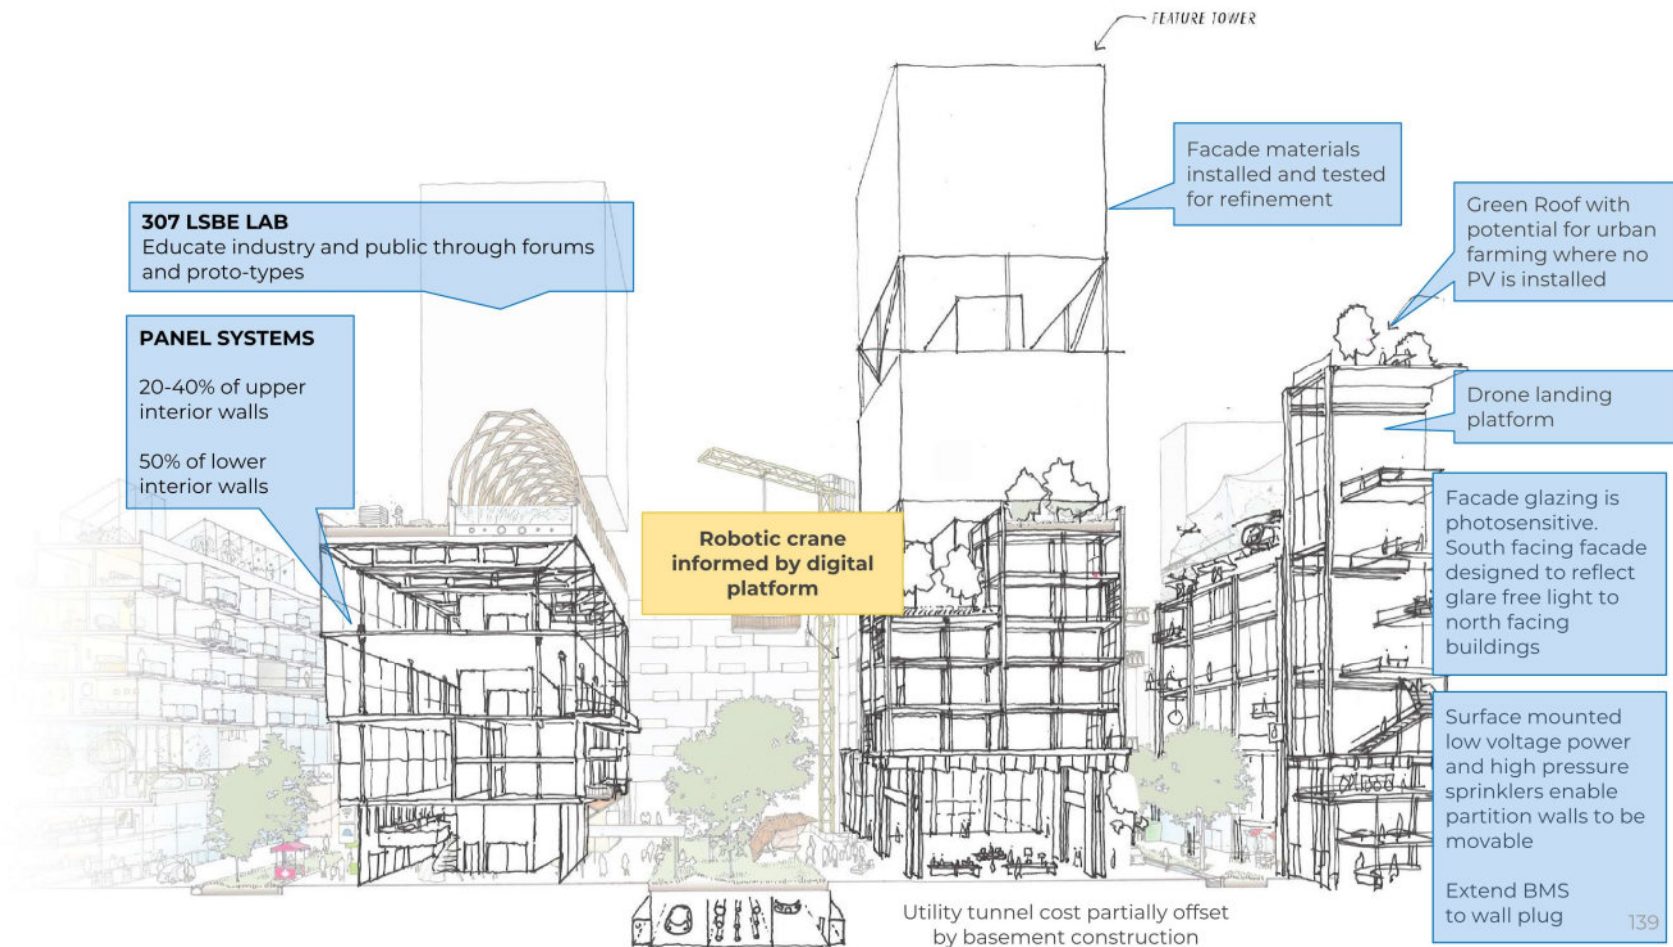 FEATURE TOWER
Facade materials
installed and tested
for refinement
307 LSBE LAB
Educate industry and public through forums
and proto-types
Green Roof with
potential for urban
farming where no
PV is installed
PANEL SYSTEMS
20-40% of upper
interior walls
50% of lower
interior walls
Drone landing
platform
Robotic crane
informed by digital
platform
Facade glazing is
photosensitive.
South facing facade
designed to reflect
glare free light to
north facing
buildings
Surface mounted
low voltage power
and high pressure
sprinklers enable
partition walls to be
movable
Extend BMS
to wall plug
Utility tunnel cost partially offset
by basement construction
139